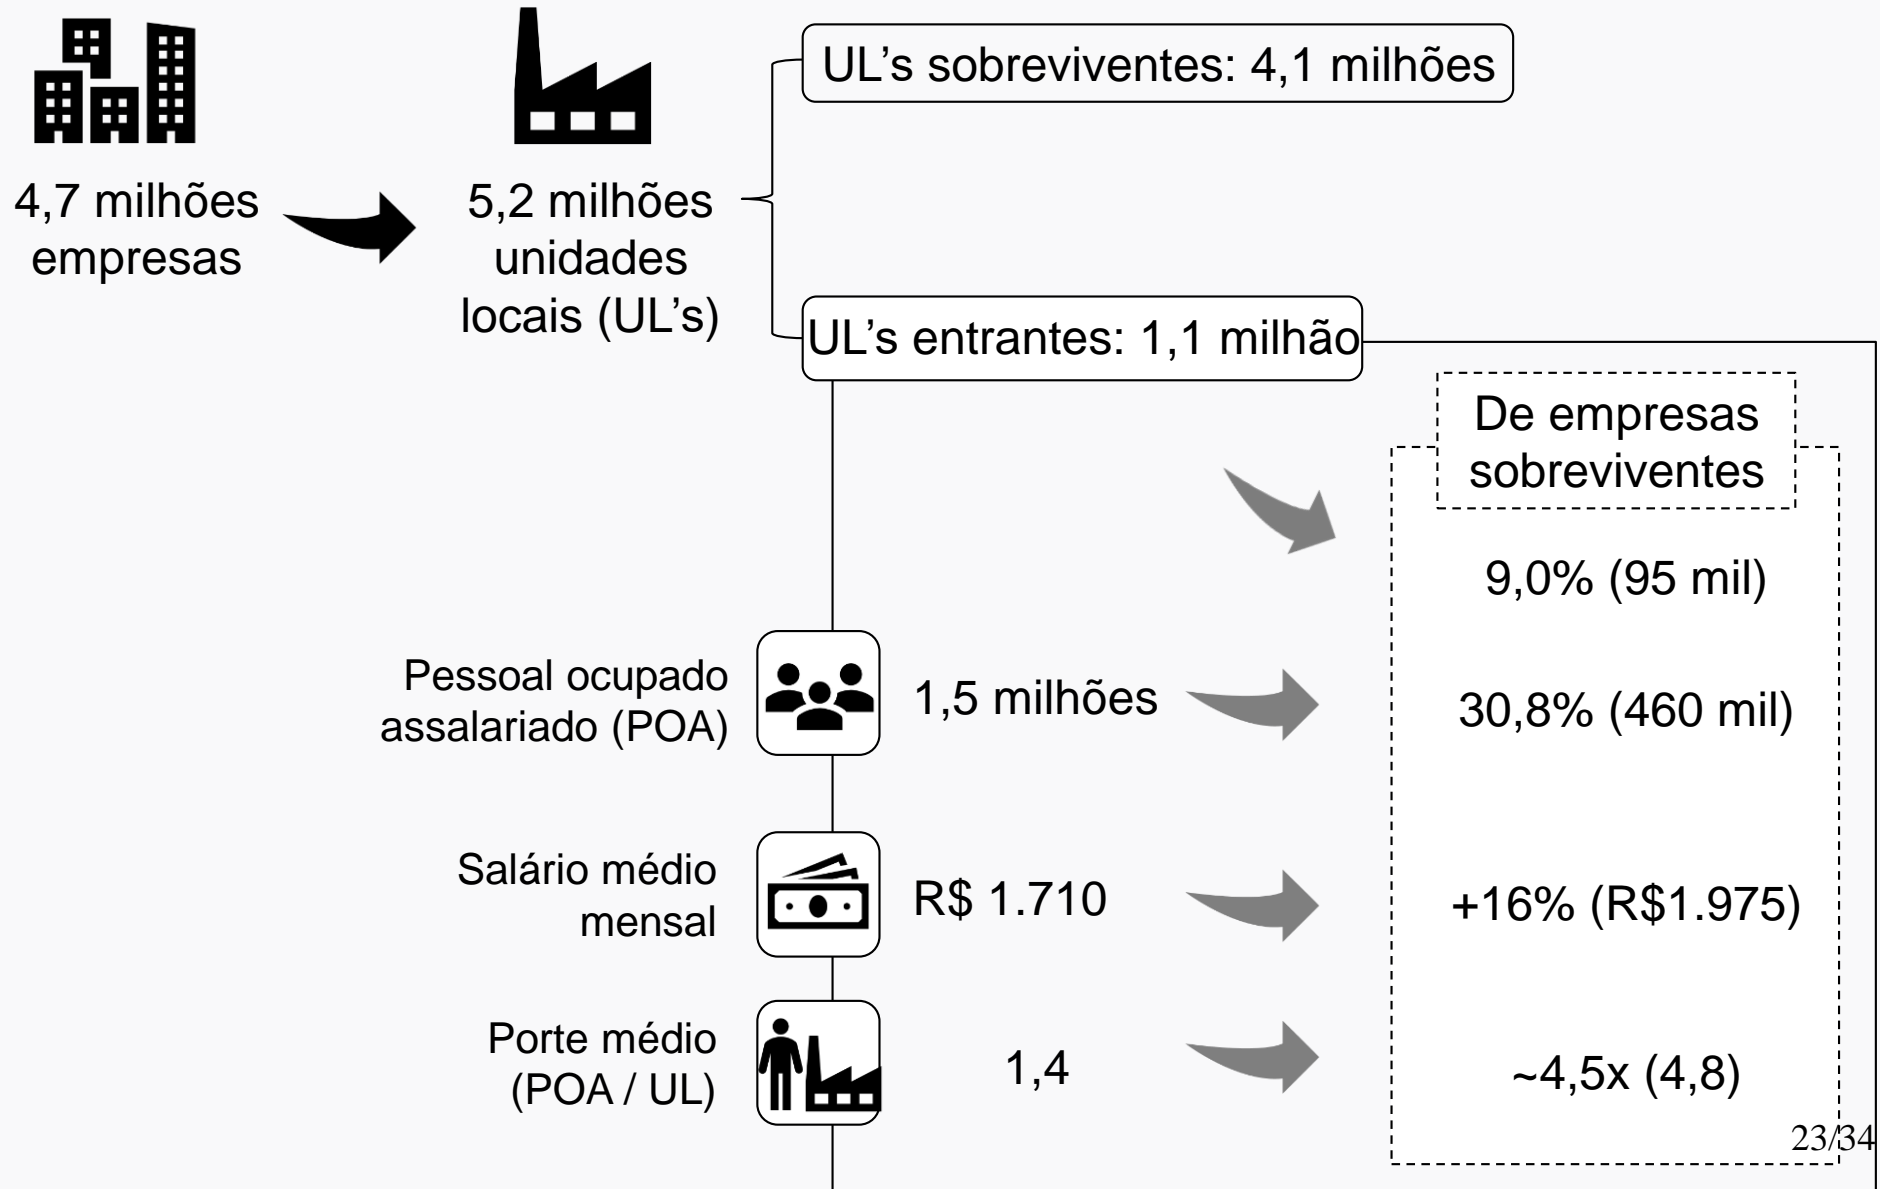 4,7 milhões
empresas
5,2 milhões
unidades
locais (UL’s)
UL’s sobreviventes: 4,1 milhões
UL’s entrantes: 1,1 milhão
De empresas
sobreviventes
9,0% (95 mil)
Pessoal ocupado
assalariado (POA)
1,5 milhões
30,8% (460 mil)
Salário médio
mensal
R$ 1.710
+16% (R$1.975)
Porte médio
(POA / UL)
1,4
~4,5x (4,8)
23/34